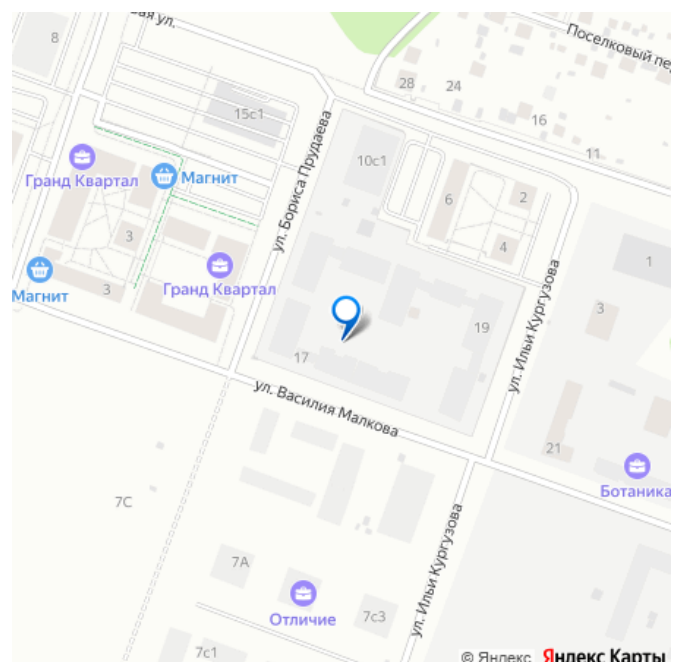 вая ул.
8
Поселковый пе
28
24
15с1
16
ул. Бориса Прудаева
10с1
11
Гранд Квартал
Магнит
6
2
3
4
1
Магнит
3
Гранд Квартал
ул. Ильи Кургузова
3
17
19
ул. Василия Малкова
21
Ботаника
7С
ул. Ильи Кургузова
7А
Отличие
7с3
7с1
© Яндекс Яндекс Карты